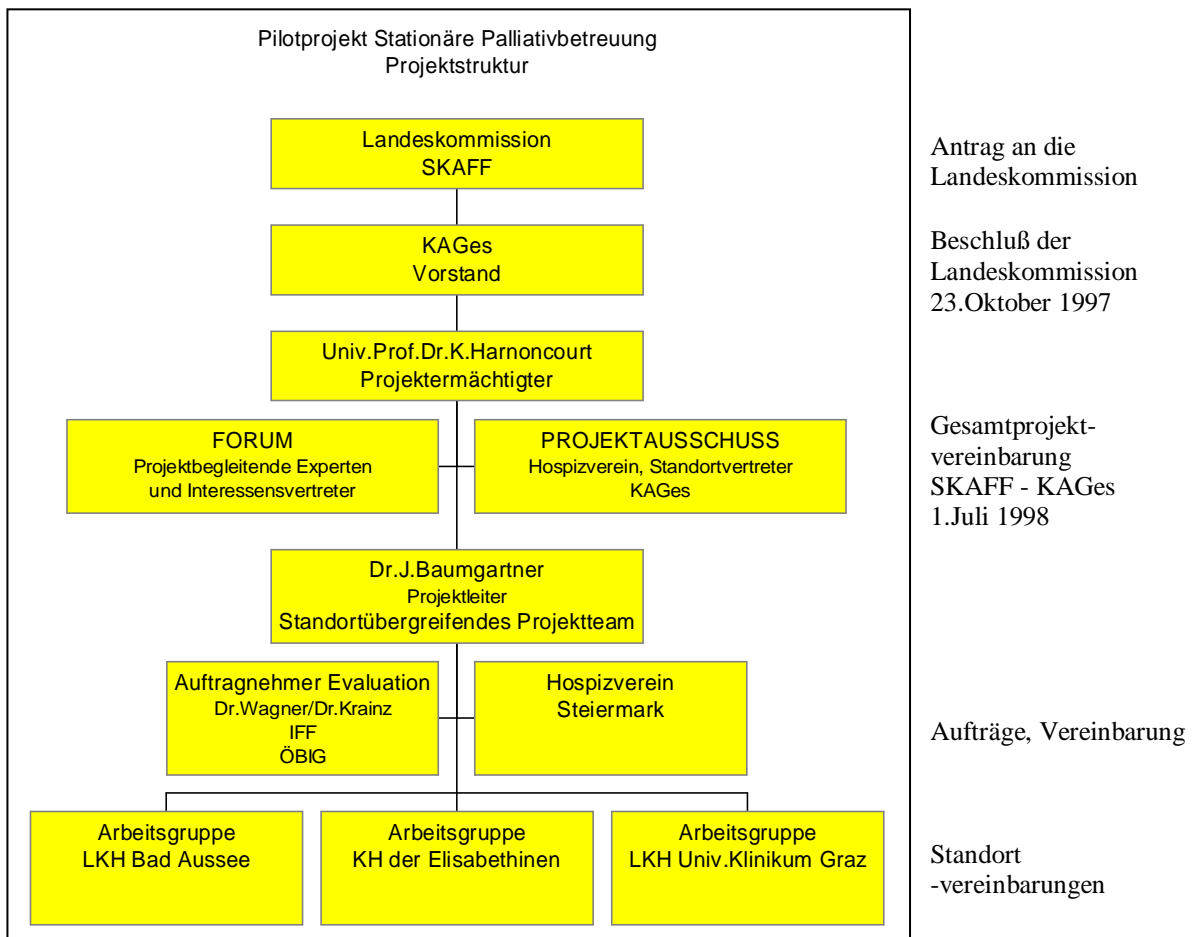 Pilotprojekt Stationäre Palliativbetreuung
Projektstruktur
Landeskommission
SKAFF
Antrag an die
Landeskommission
KAGes
Vorstand
Beschluß der
Landeskommission
23.Oktober 1997
Univ.Prof.Dr.K.Harnoncourt
Projektermächtigter
FORUM
Projektbegleitende Experten
und Interessensvertreter
PROJEKTAUSSCHUSS
Hospizverein, Standortvertreter
KAGes
Gesamtprojekt-
vereinbarung
SKAFF - KAGes
1.Juli 1998
Dr.J.Baumgartner
Projektleiter
Standortübergreifendes Projektteam
Auftragnehmer Evaluation
Dr.Wagner/Dr.Krainz
IFF
ÖBIG
Hospizverein
Steiermark
Aufträge, Vereinbarung
Arbeitsgruppe
LKH Bad Aussee
Arbeitsgruppe
KH der Elisabethinen
Arbeitsgruppe
LKH Univ.Klinikum Graz
Standort
-vereinbarungen